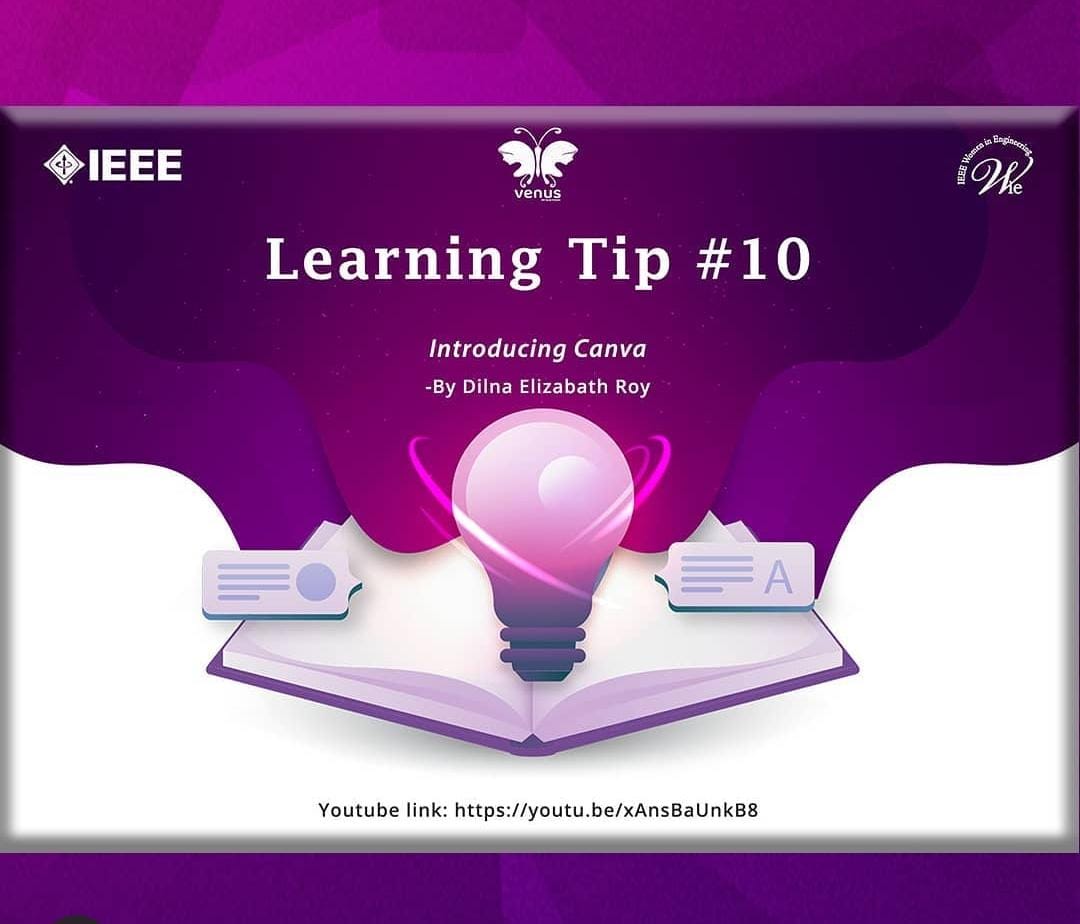 IEEE
venus
IEEE Women in Engineering
Wie
Learning Tip #10
Introducing Canva
-By Dilna Elizabath Roy
A
Youtube link: https://youtu.be/xAnsBaUnkB8